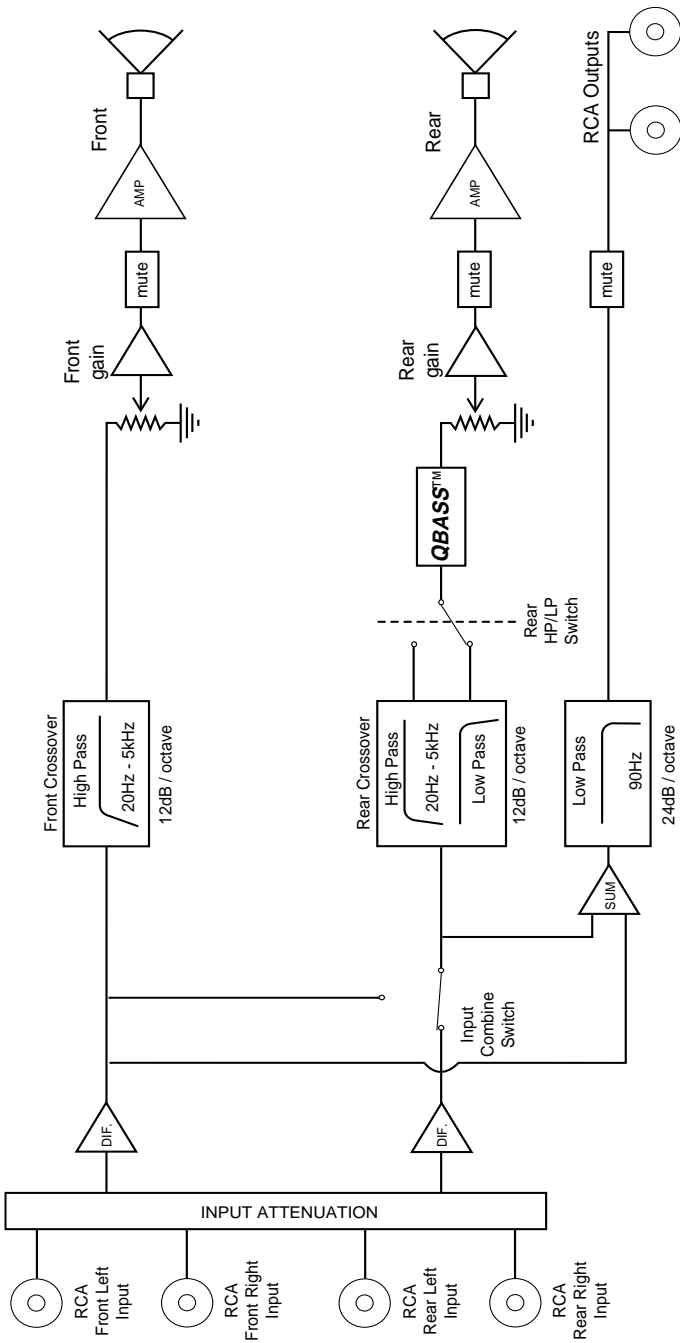 RCA
Front Left
Input
RCA
Front Right
Input
RCA
Rear Left
Input
RCA
Rear Right
Input
INPUT ATTENUATION
DIF.
DIF.
Input
Combine
Switch
SUM
Front Crossover
High Pass
20Hz - 5kHz
12dB / octave
Rear Crossover
High Pass
20Hz - 5kHz
Low Pass
12dB / octave
Low Pass
90Hz
24dB / octave
Rear
HP/LP
Switch
QBASS™
Front
gain
Rear
gain
mute
mute
mute
AMP
AMP
Front
Rear
RCA Outputs